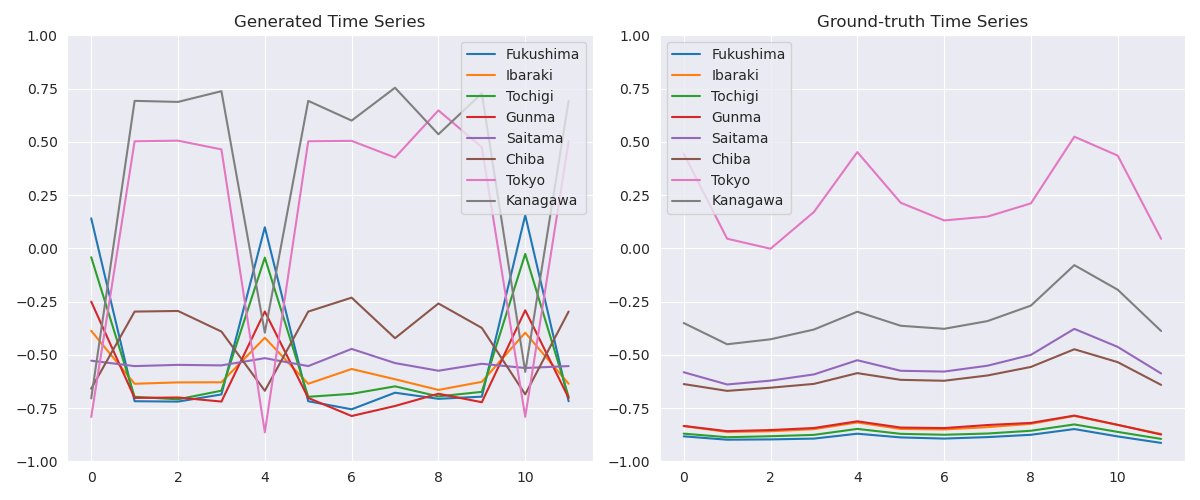 Generated Time Series
1.00
0.75
0.50
0.25
0.00
−0.25
−0.50
−0.75
−1.00
0 2 4 6 8 10
Fukushima
Ibaraki
Tochigi
Gunma
Saitama
Chiba
Tokyo
Kanagawa
Ground-truth Time Series
1.00
0.75
0.50
0.25
0.00
−0.25
−0.50
−0.75
−1.00
0 2 4 6 8 10
Fukushima
Ibaraki
Tochigi
Gunma
Saitama
Chiba
Tokyo
Kanagawa